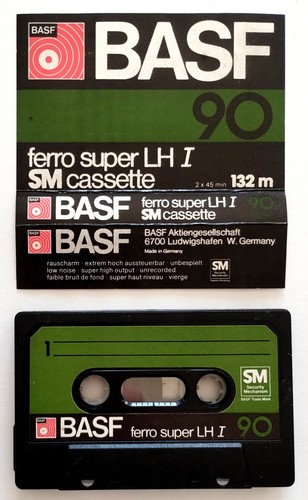 BASF
BASF
90
ferro super LH I
SM cassette
2 x 45 min 132 m
BASF
ferro super LH I
SM cassette
90
BASF
BASF Aktiengesellschaft
6700 Ludwigshafen W. Germany
Made in Germany
rauscharm · extrem hoch aussteuerbar · unbespielt
low noise · super high output · unrecorded
faible bruit de fond · super haut niveau · vierge
SM
Security
Mechanism
1
SM
Security
Mechanism
BASF Trade Mark
BASF ferro super LH I 90